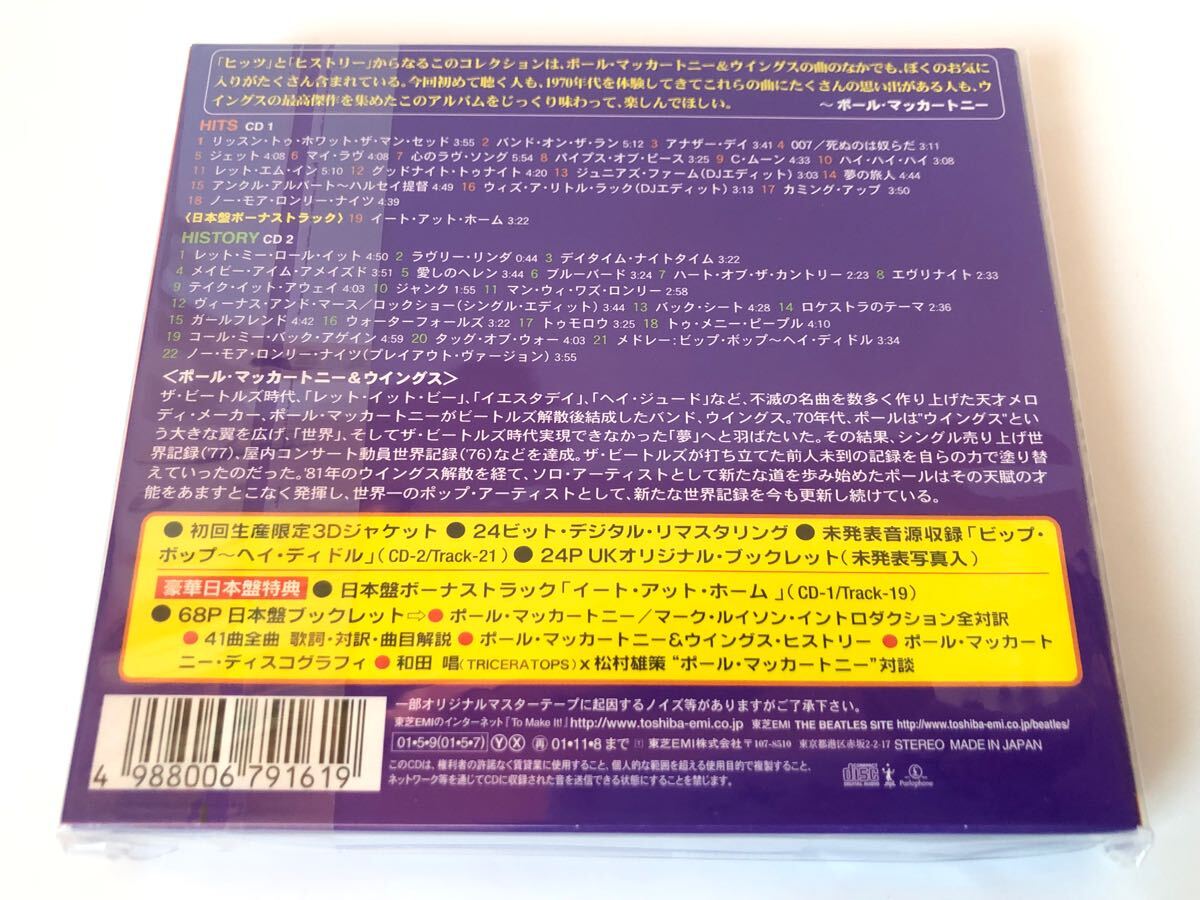 「ヒッツ」と「ヒストリー」からなるこのコレクションは、ポール・マッカートニー&ウイングスの曲のなかでも、ぼくのお気に
入りがたくさん含まれている。今回初めて聴く人も、1970年代を体験してきてこれらの曲にたくさんの思い出がある人も、ウ
イングスの最高傑作を集めたこのアルバムをじっくり味わって、楽しんでほしい。 〜ポール・マッカートニー
HITS CD 1
1 リッスン・トゥ・ホワット・ザ・マン・セッド 3:55 2 バンド・オン・ザ・ラン 5:12 3 アナザー・デイ 3:41 4 007/死ぬのは奴らだ 3:11
5 ジェット 4:08 6 マイ・ラヴ 4:08 7 心のラヴ・ソング 5:54 8 パイプス・オブ・ピース 3:25 9 C・ムーン 4:33 10 ハイ・ハイ・ハイ 3:08
11 レット・エム・イン 5:10 12 グッドナイト・トゥナイト 4:20 13 ジュニアズ・ファーム(DJエディット) 3:03 14 夢の旅人 4:44
15 アンクル・アルバート〜ハルセイ提督 4:49 16 ウィズ・ア・リトル・ラック(DJエディット) 3:13 17 カミング・アップ 3:50
18 ノー・モア・ロンリー・ナイツ 4:39
〈日本盤ボーナストラック〉 19 イート・アット・ホーム 3:22
HISTORY CD 2
1 レット・ミー・ロール・イット 4:50 2 ラヴリー・リンダ 0:44 3 デイタイム・ナイトタイム 3:22
4 メイビー・アイム・アメイズド 3:51 5 愛しのヘレン 3:44 6 ブルーバード 3:24 7 ハート・オブ・ザ・カントリー 2:23 8 エヴリナイト 2:33
9 テイク・イット・アウェイ 4:03 10 ジャンク 1:55 11 マン・ウィ・ワズ・ロンリー 2:58
12 ヴィーナス・アンド・マース/ロックショー(シングル・エディット) 3:44 13 バック・シート 4:28 14 ロケストラのテーマ 2:36
15 ガールフレンド 4:42 16 ウォーターフォールズ 3:22 17 トゥモロウ 3:25 18 トゥ・メニー・ピープル 4:10
19 コール・ミー・バック・アゲイン 4:59 20 タッグ・オブ・ウォー 4:03 21 メドレー:ビップ・ボップ〜ヘイ・ディドル 3:34
22 ノー・モア・ロンリー・ナイツ(プレイアウト・ヴァージョン) 3:55
<ポール・マッカートニー&ウイングス>
ザ・ビートルズ時代、「レット・イット・ビー」、「イエスタデイ」、「ヘイ・ジュード」など、不滅の名曲を数多く作り上げた天才メロ
ディ・メーカー、ポール・マッカートニーがビートルズ解散後結成したバンド、ウイングス。'70年代、ポールは"ウイングス"とい
う大きな翼を広げ、「世界」、そしてザ・ビートルズ時代実現できなかった「夢」へと羽ばたいた。その結果、シングル売り上げ世
界記録('77)、屋内コンサート動員世界記録('76)などを達成。ザ・ビートルズが打ち立てた前人未到の記録を自らの力で塗り替
えていったのだった。'81年のウイングス解散を経て、ソロ・アーティストとして新たな道を歩み始めたポールはその天賦の才
能をあますとこなく発揮し、世界一のポップ・アーティストとして、新たな世界記録を今も更新し続けている。
● 初回生産限定3Dジャケット ● 24ビット・デジタル・リマスタリング ● 未発表音源収録「ビップ・
ボップ〜ヘイ・ディドル」(CD-2/Track-21) ● 24P UKオリジナル・ブックレット(未発表写真入)
豪華日本盤特典 ● 日本盤ボーナストラック「イート・アット・ホーム」(CD-1/Track-19)
● 68P 日本盤ブックレット⇨ ● ポール・マッカートニー/マーク・ルイソン・イントロダクション全対訳
● 41曲全曲 歌詞・対訳・曲目解説 ● ポール・マッカートニー&ウイングス・ヒストリー ● ポール・マッカート
ニー・ディスコグラフィ ● 和田 唱(TRICERATOPS)x 松村雄策 "ポール・マッカートニー"対談
一部オリジナルマスターテープに起因するノイズ等がありますがご了承下さい。
東芝EMIのインターネット『To Make It!』http://www.toshiba-emi.co.jp 東芝EMI THE BEATLES SITE http://www.toshiba-emi.co.jp/beatles/
01・5・9(01・5・7) Y X 再 01・11・8 まで 東芝EMI株式会社 〒107-8510 東京都港区赤坂2-2-17 STEREO MADE IN JAPAN
このCDは、権利者の許諾なく賃貸業に使用すること、個人的な範囲を超える使用目的で複製すること、
ネットワーク等を通じてCDに収録された音を送信できる状態にすることを禁じます。
COMPACT disc DIGITAL AUDIO
Parlophone
4 988006 791619